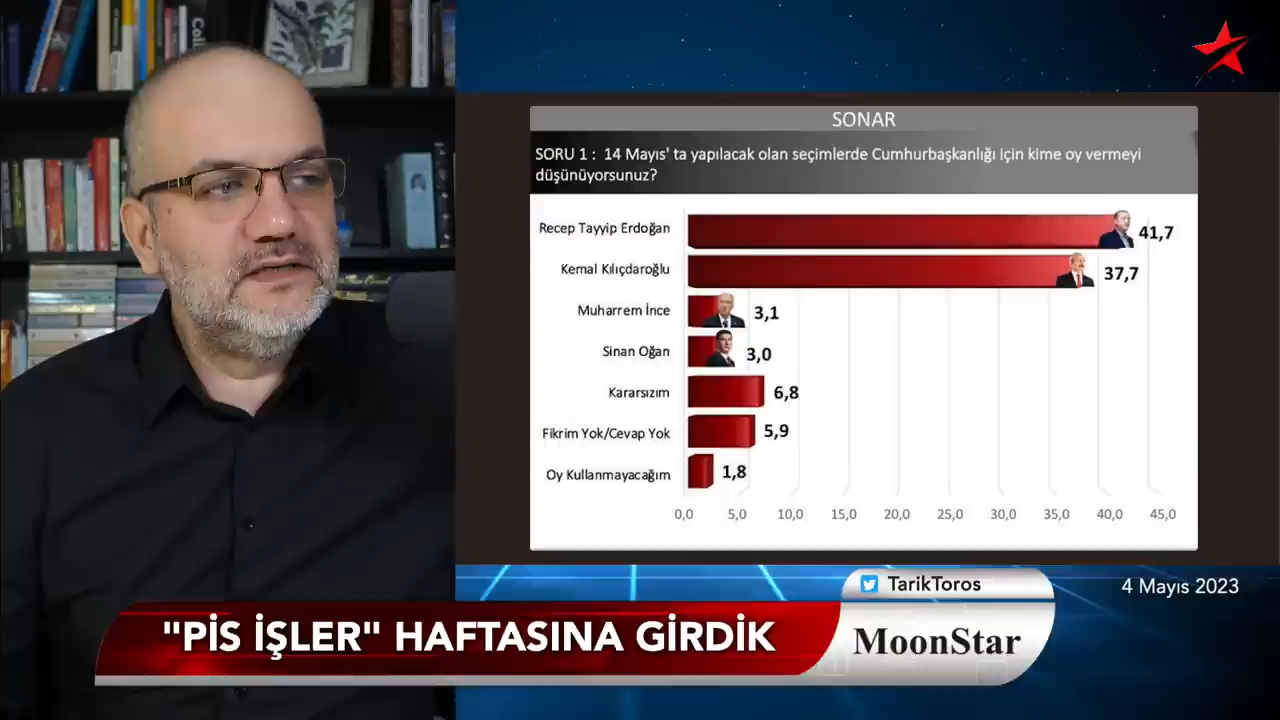 SONAR
SORU 1 : 14 Mayıs' ta yapılacak olan seçimlerde Cumhurbaşkanlığı için kime oy vermeyi
düşünüyorsunuz?
Recep Tayyip Erdoğan 41,7
Kemal Kılıçdaroğlu 37,7
Muharrem İnce 3,1
Sinan Oğan 3,0
Kararsızım 6,8
Fikrim Yok/Cevap Yok 5,9
Oy Kullanmayacağım 1,8
0,0 5,0 10,0 15,0 20,0 25,0 30,0 35,0 40,0 45,0
TarikToros
4 Mayıs 2023
"PİS İŞLER" HAFTASINA GİRDİK
MoonStar